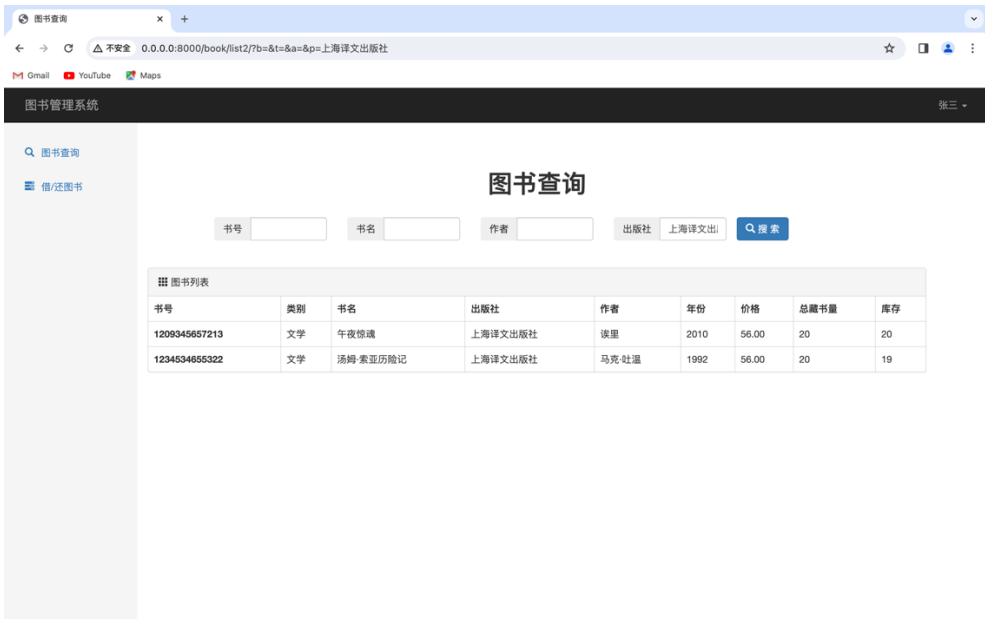 图书查询
不安全 0.0.0.0:8000/book/list2/?b=&t=&a=&p=上海译文出版社
Gmail YouTube Maps
图书管理系统 张三
图书查询
借/还图书
图书查询
书号 书名 作者 出版社 上海译文出 搜 索
图书列表
书号 类别 书名 出版社 作者 年份 价格 总藏书量 库存
1209345657213 文学 午夜惊魂 上海译文出版社 诶里 2010 56.00 20 20
1234534655322 文学 汤姆·索亚历险记 上海译文出版社 马克·吐温 1992 56.00 20 19